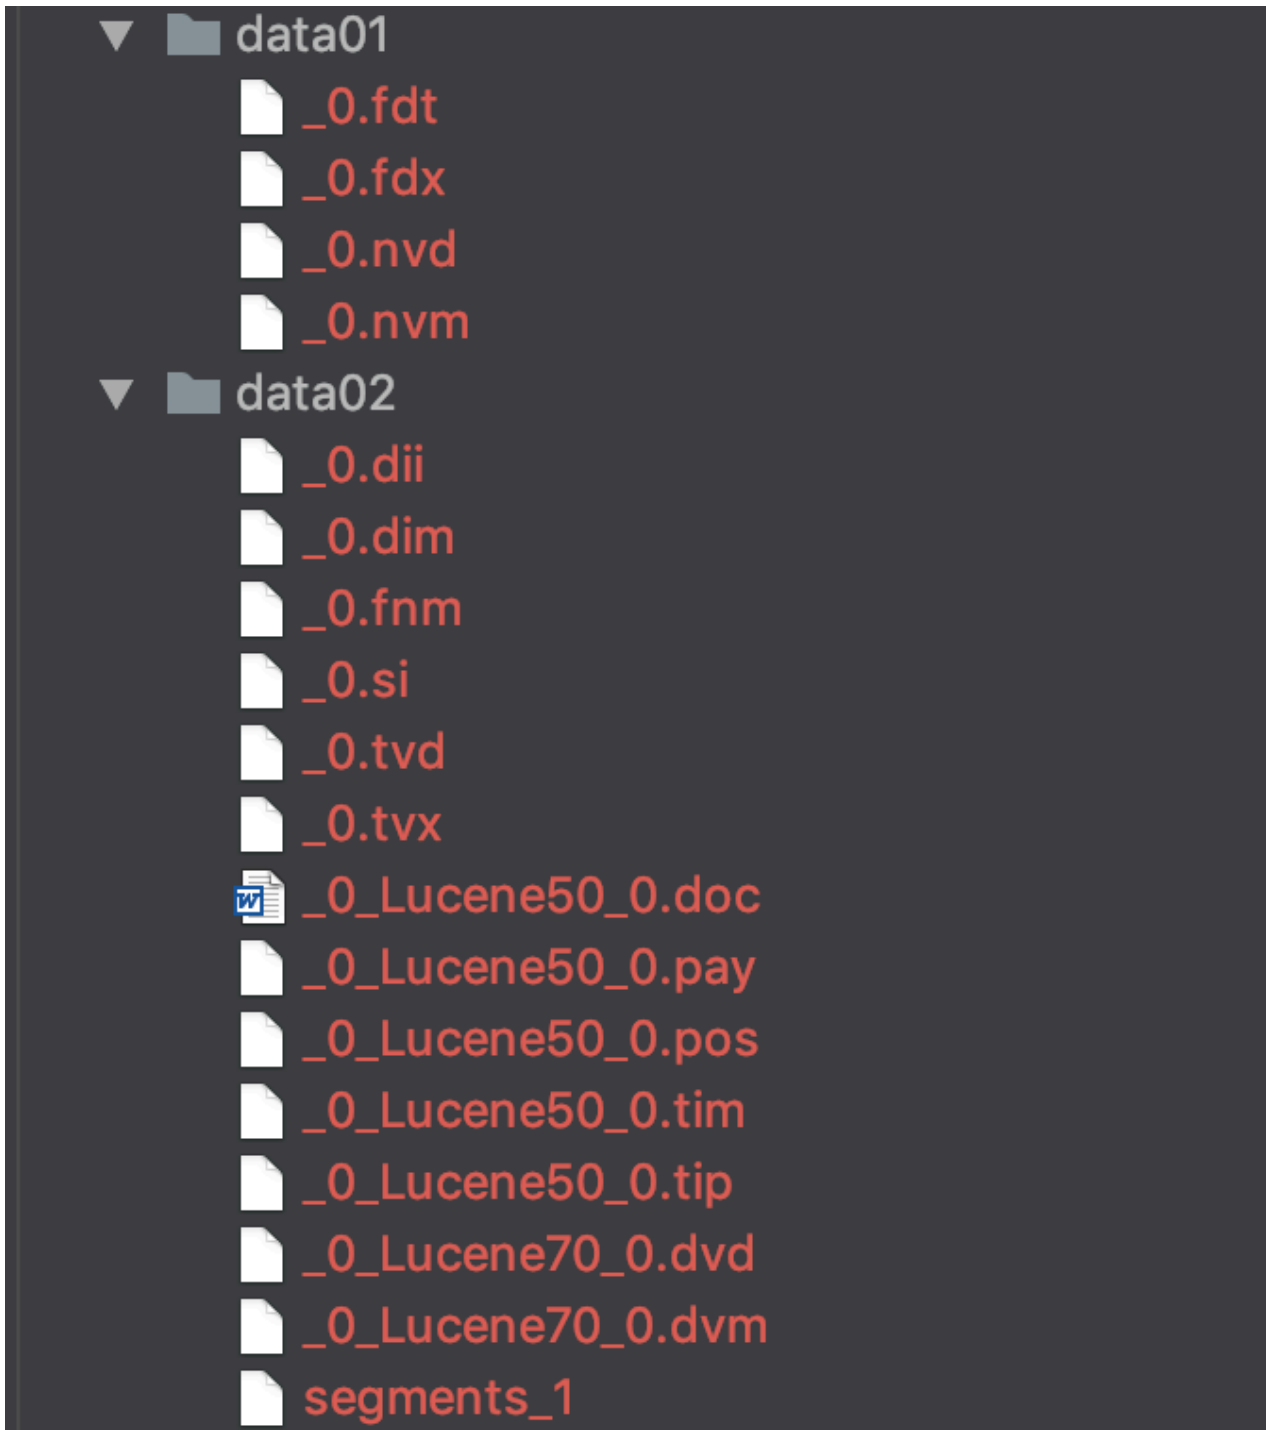 data01
_0.fdt
_0.fdx
_0.nvd
_0.nvm
data02
_0.dii
_0.dim
_0.fnm
_0.si
_0.tvd
_0.tvx
_0_Lucene50_0.doc
_0_Lucene50_0.pay
_0_Lucene50_0.pos
_0_Lucene50_0.tim
_0_Lucene50_0.tip
_0_Lucene70_0.dvd
_0_Lucene70_0.dvm
segments_1